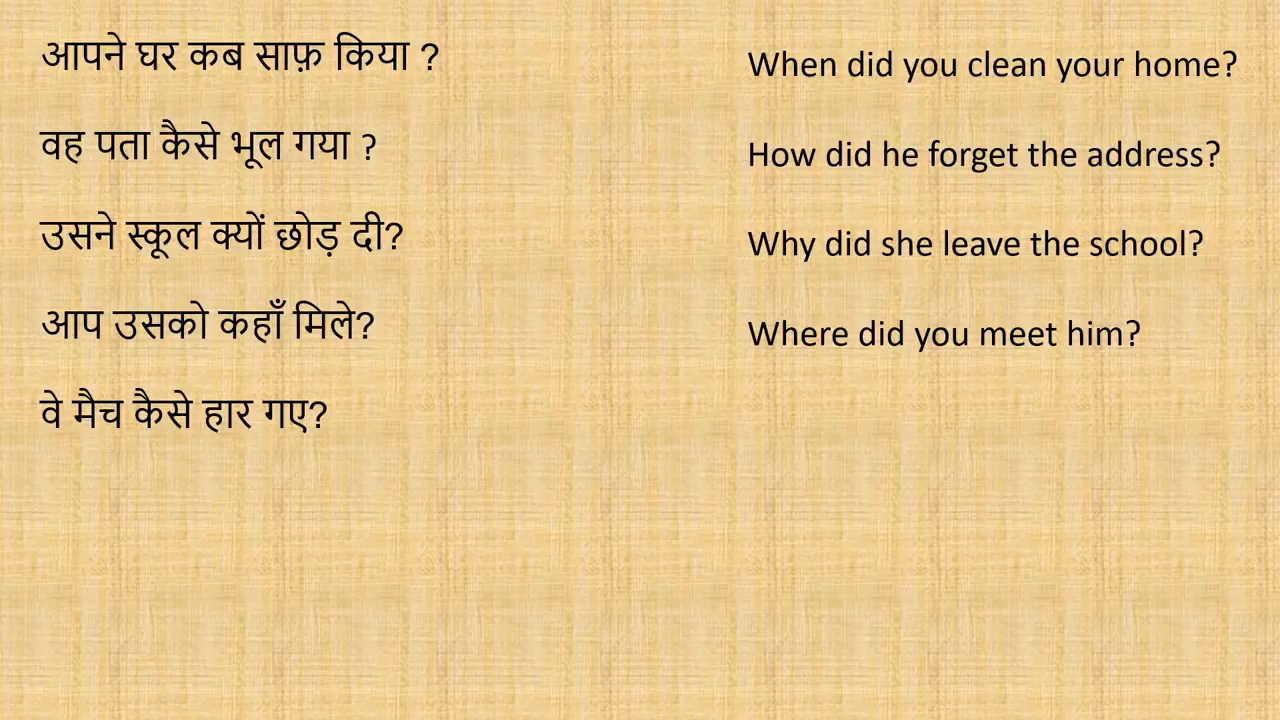 आपने घर कब साफ़ किया ?
When did you clean your home?
वह पता कैसे भूल गया ?
How did he forget the address?
उसने स्कूल क्यों छोड़ दी?
Why did she leave the school?
आप उसको कहाँ मिले?
Where did you meet him?
वे मैच कैसे हार गए?